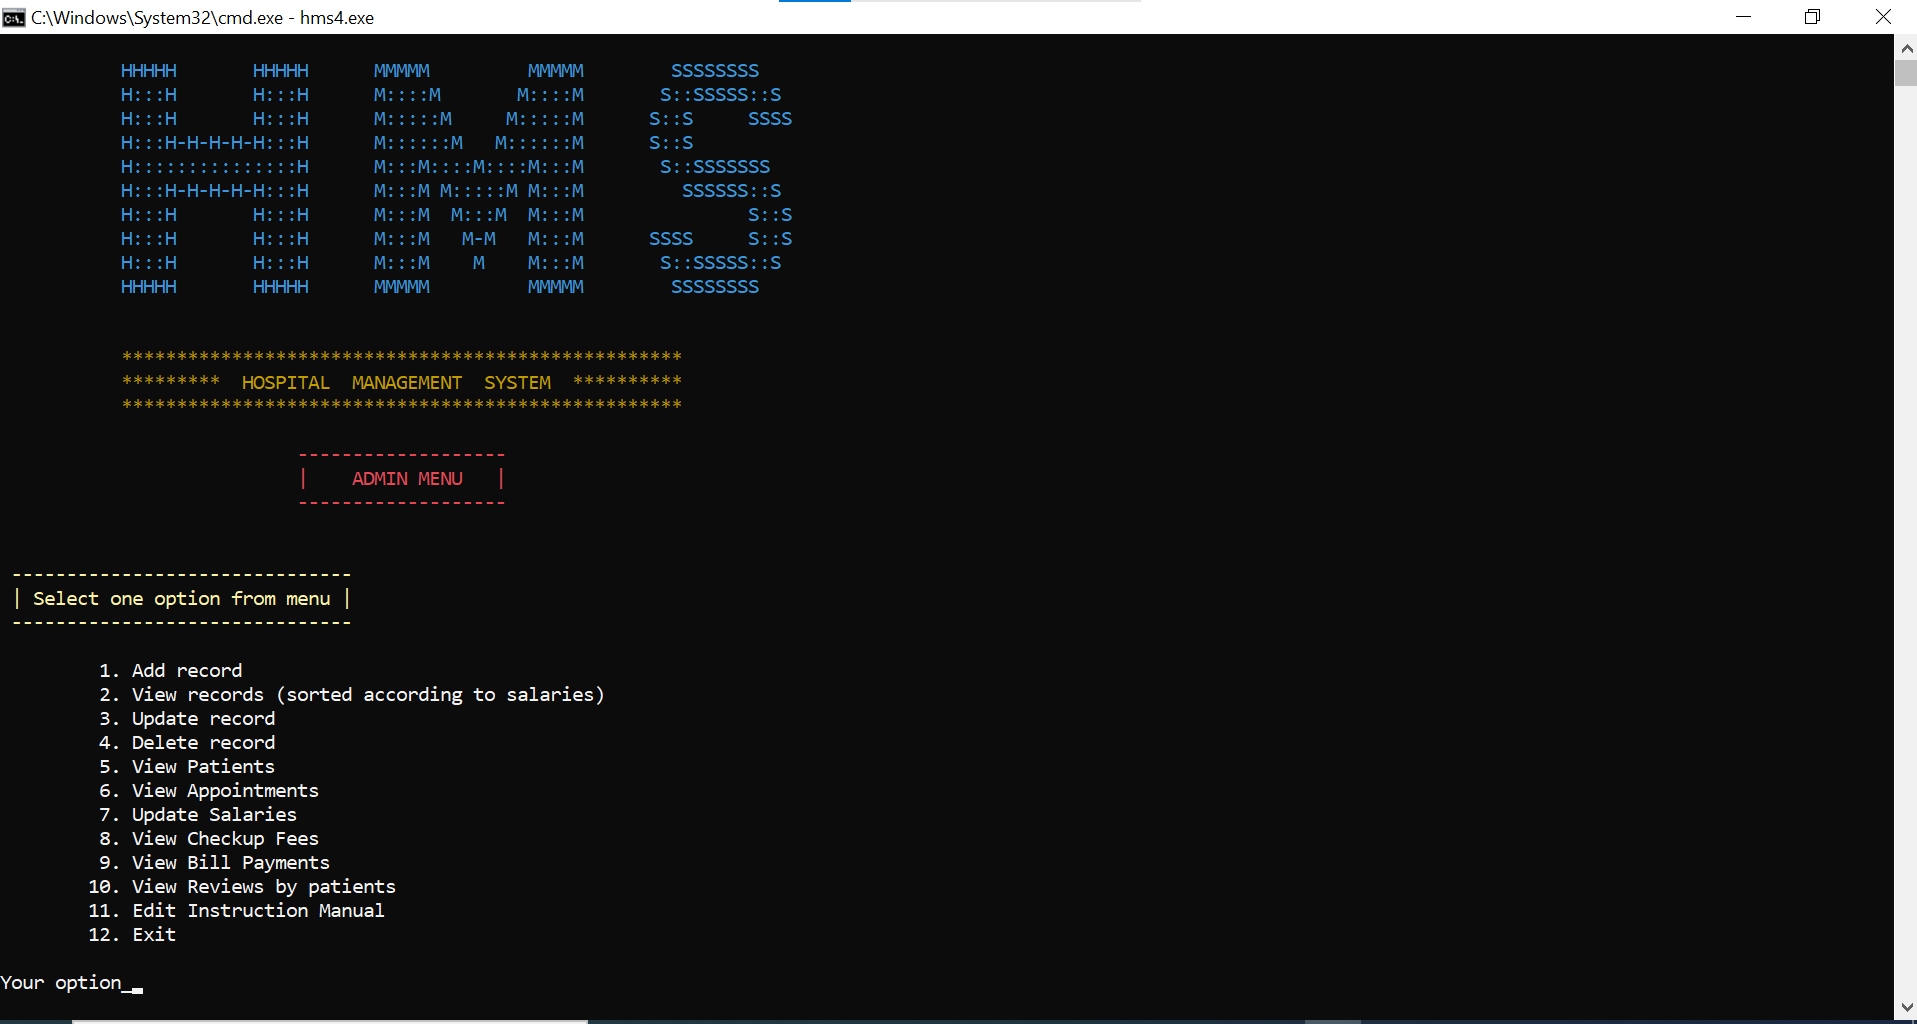 C:\Windows\System32\cmd.exe - hms4.exe
HHHHH       HHHHH      MMMMM         MMMMM        SSSSSSSS
H:::H       H:::H      M::::M       M::::M       S::SSSSS::S
H:::H       H:::H      M:::::M     M:::::M      S::S     SSSS
H:::H-H-H-H-H:::H      M::::::M   M::::::M      S::S
H:::::::::::::::H      M:::M::::M::::M:::M       S::SSSSSSS
H:::H-H-H-H-H:::H      M:::M M:::::M M:::M         SSSSSS::S
H:::H       H:::H      M:::M  M:::M  M:::M               S::S
H:::H       H:::H      M:::M   M-M   M:::M      SSSS     S::S
H:::H       H:::H      M:::M    M    M:::M       S::SSSSS::S
HHHHH       HHHHH      MMMMM         MMMMM        SSSSSSSS
***************************************************
*********  HOSPITAL  MANAGEMENT  SYSTEM  **********
***************************************************
-------------------
|    ADMIN MENU   |
-------------------
-------------------------------
| Select one option from menu |
-------------------------------
1. Add record
2. View records (sorted according to salaries)
3. Update record
4. Delete record
5. View Patients
6. View Appointments
7. Update Salaries
8. View Checkup Fees
9. View Bill Payments
10. View Reviews by patients
11. Edit Instruction Manual
12. Exit
Your option_